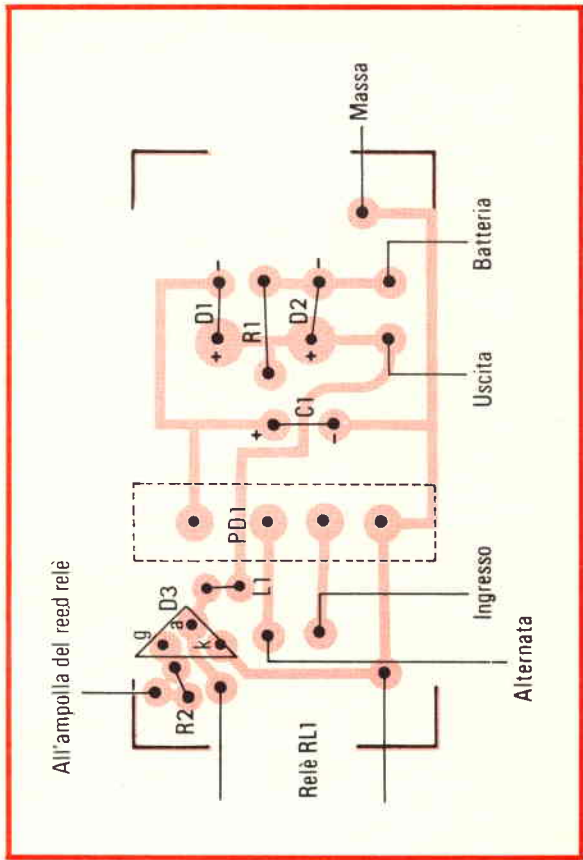 All'ampolla del reed relè
R2
g
a
k
D3
L1
Relè RL1
Alternata
Ingresso
PD1
+
C1
-
+
D1
-
R1
+
D2
-
Uscita
Batteria
Massa